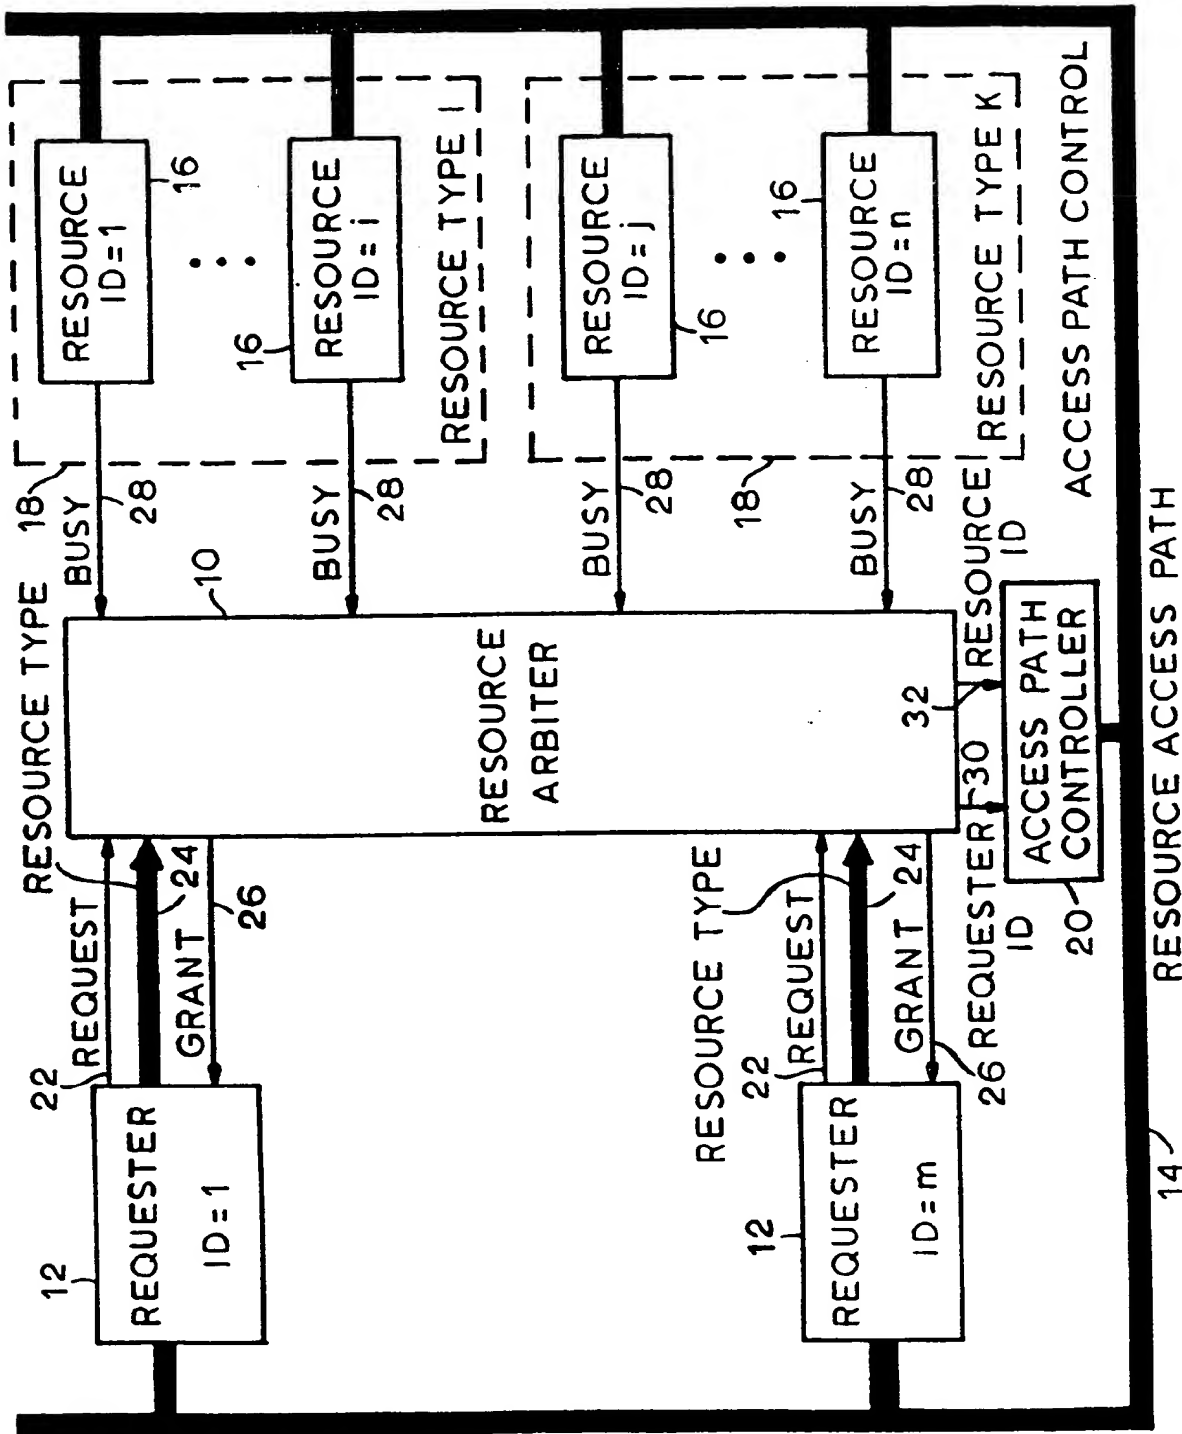 12
REQUESTER
ID=1
22
REQUEST
RESOURCE TYPE
24
GRANT
26
12
REQUESTER
ID=m
22
REQUEST
RESOURCE TYPE
24
GRANT
26
10
RESOURCE
ARBITER
BUSY
28
BUSY
28
BUSY
28
BUSY
28
18
RESOURCE
ID=1
16
RESOURCE
ID=i
16
RESOURCE TYPE I
18
RESOURCE
ID=j
16
RESOURCE
ID=n
16
RESOURCE TYPE K
REQUESTER
ID
30
32
RESOURCE
ID
20
ACCESS PATH
CONTROLLER
ACCESS PATH CONTROL
14
RESOURCE ACCESS PATH